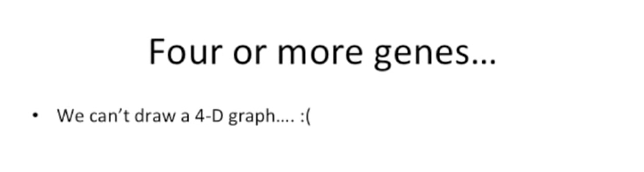 Four or more genes...
• We can't draw a 4-D graph.... :(